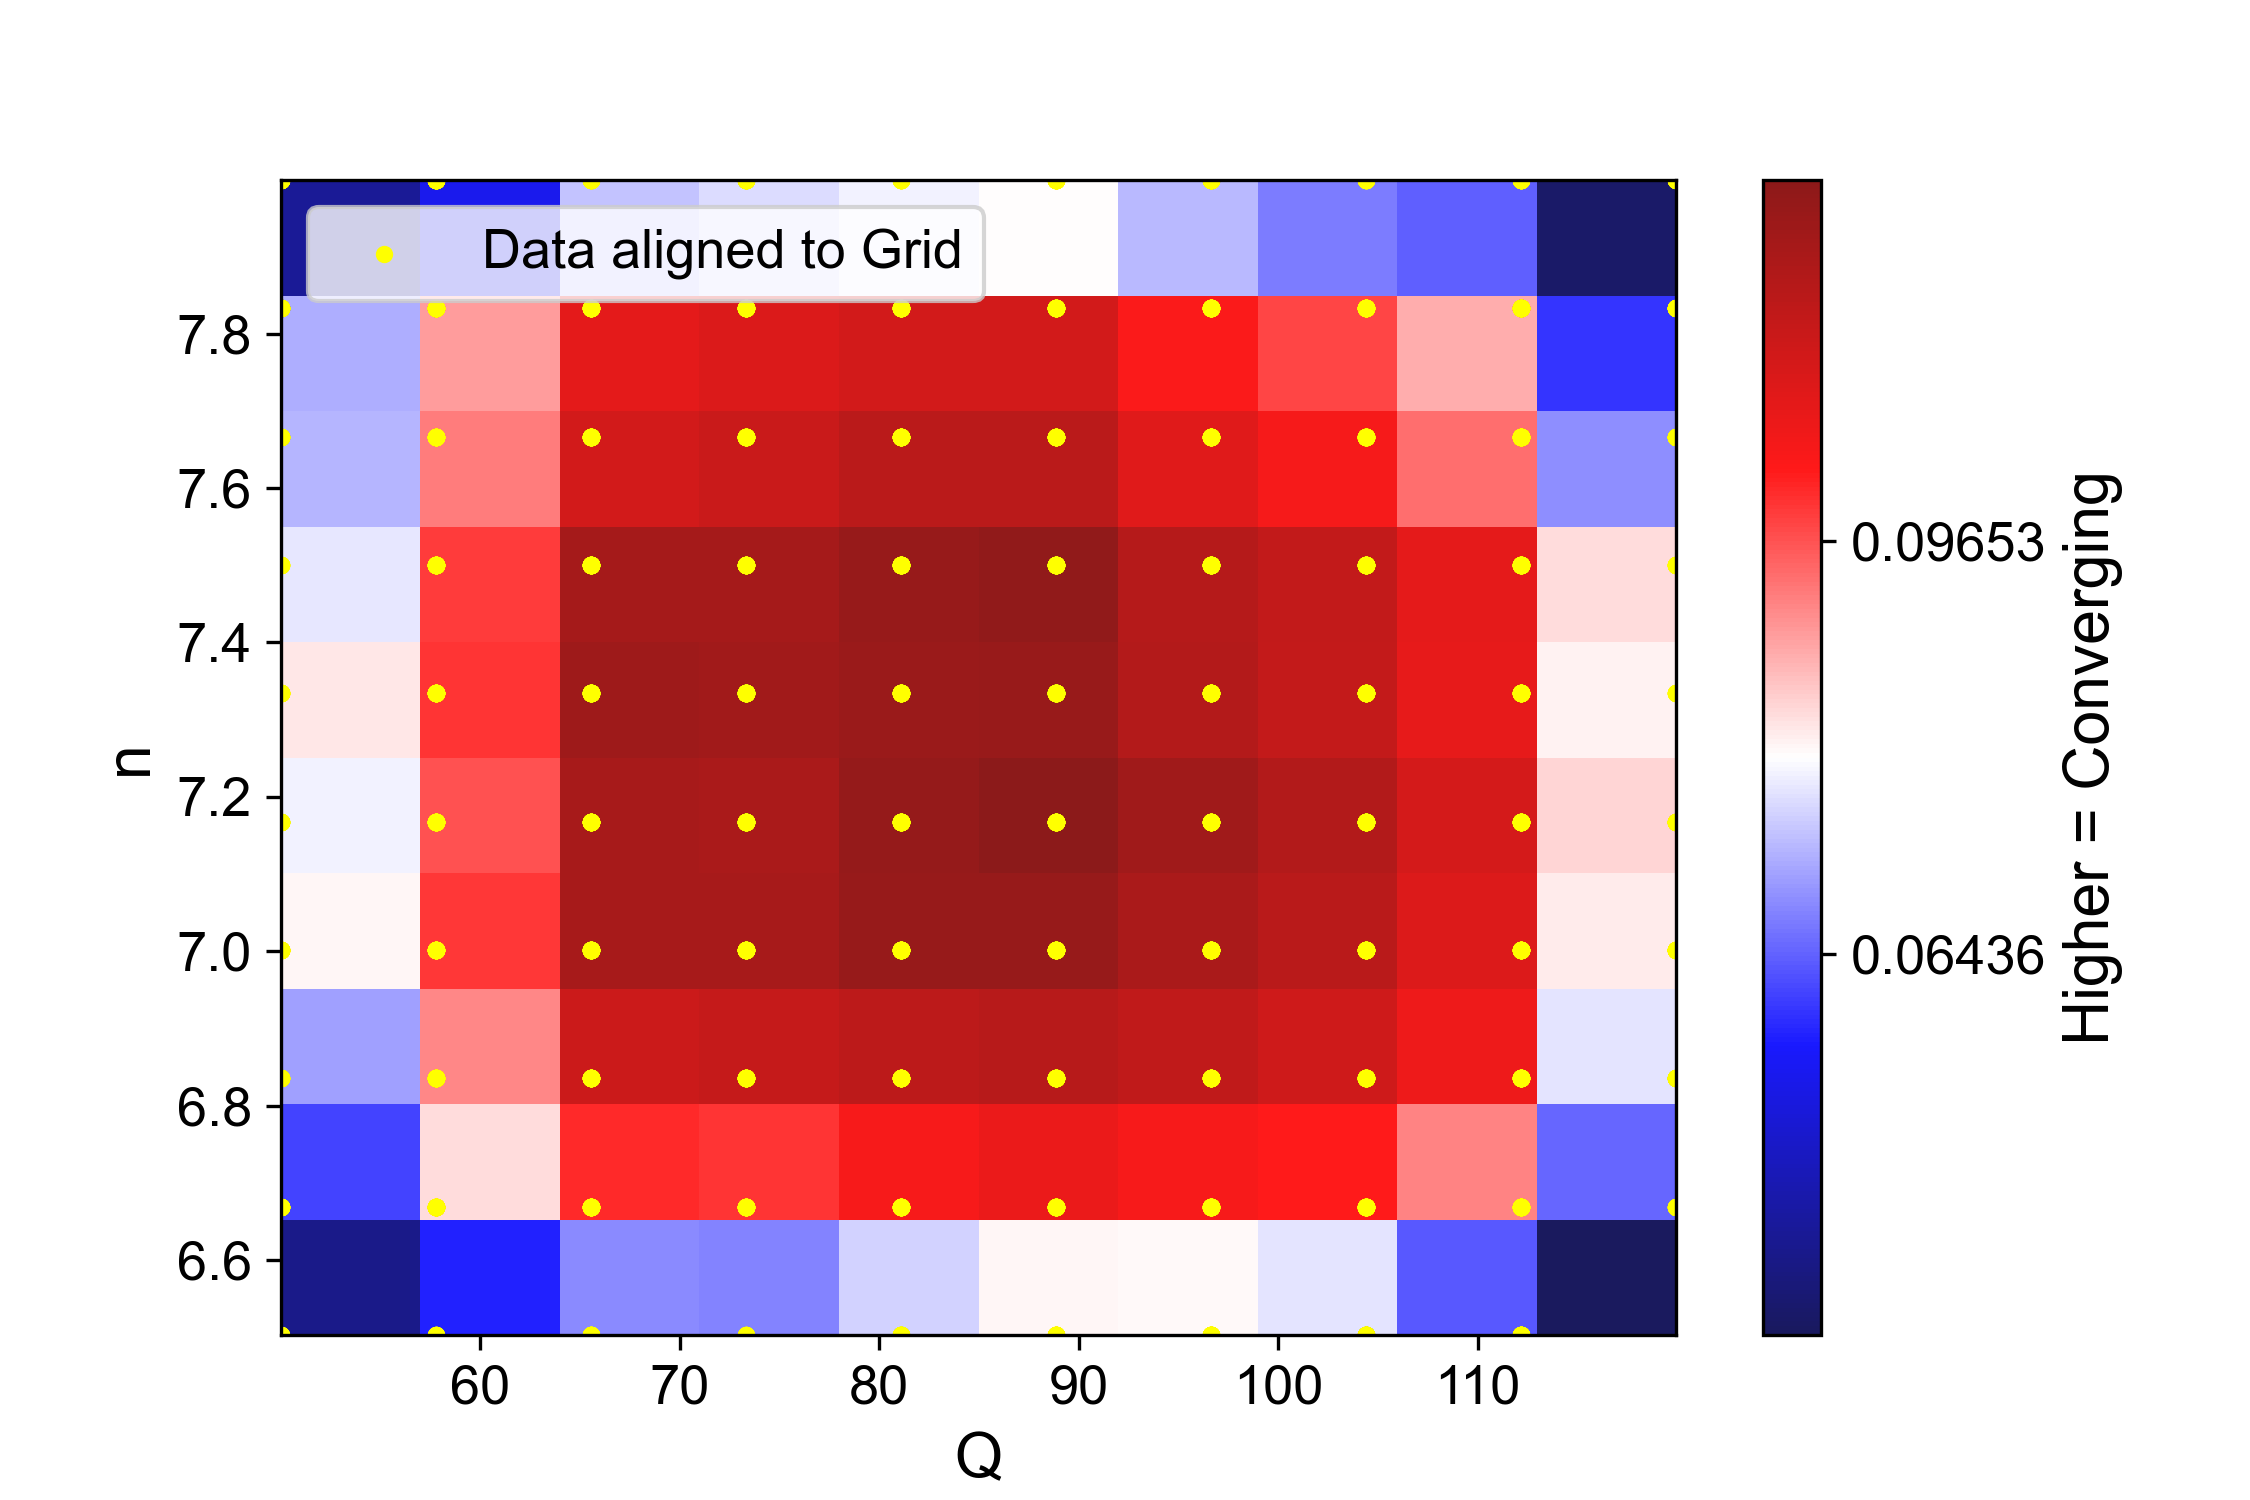 Data aligned to Grid
7.8
7.6
7.4
7.2
7.0
6.8
6.6
n
60 70 80 90 100 110
Q
0.09653
0.06436
Higher = Converging